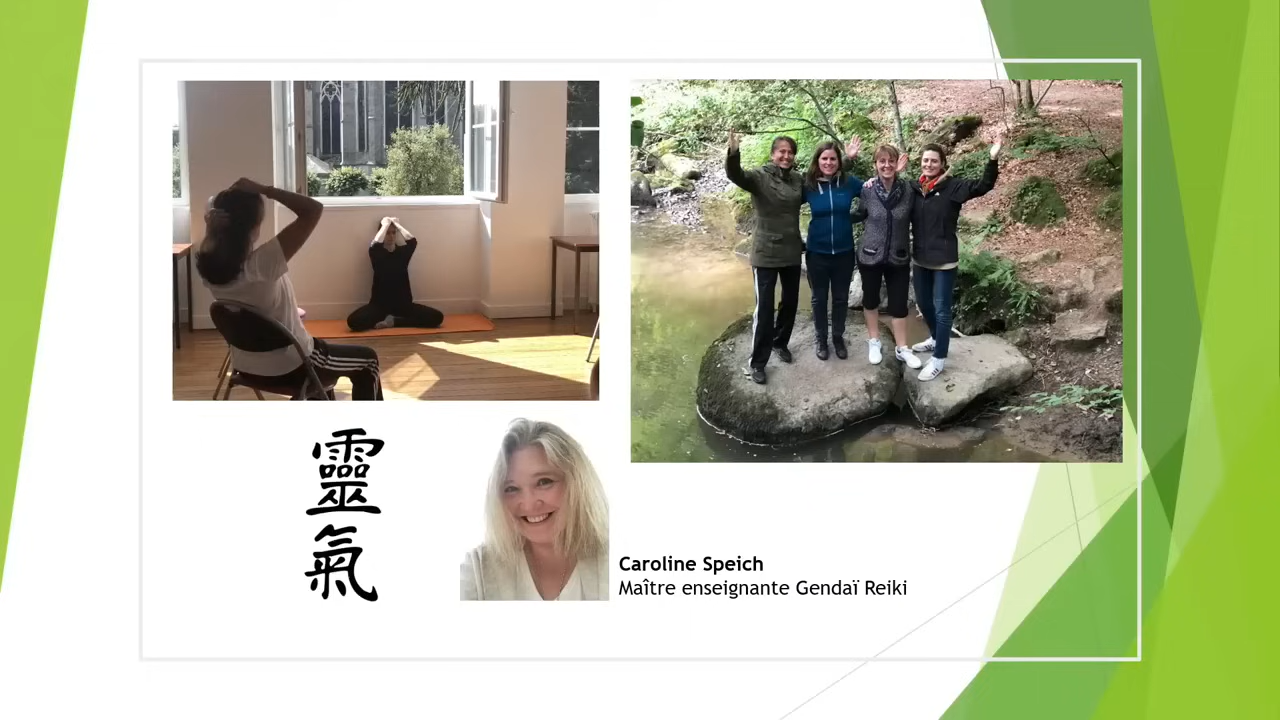 靈
氣
Caroline Speich
Maître enseignante Gendaï Reiki